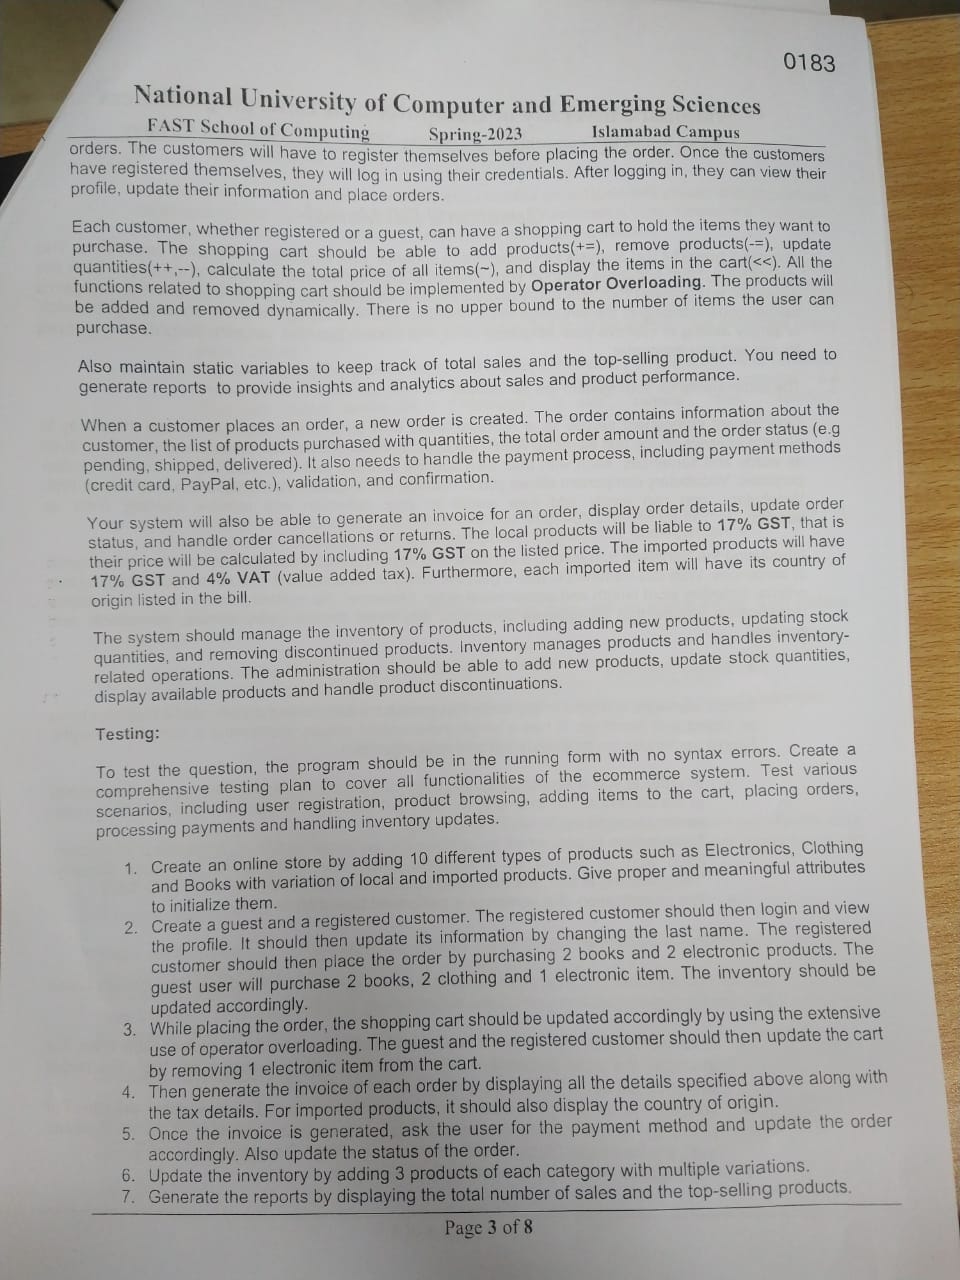 0183
National University of Computer and Emerging Sciences
FAST School of Computing Spring-2023 Islamabad Campus
orders. The customers will have to register themselves before placing the order. Once the customers
have registered themselves, they will log in using their credentials. After logging in, they can view their
profile, update their information and place orders.
Each customer, whether registered or a guest, can have a shopping cart to hold the items they want to
purchase. The shopping cart should be able to add products(+=), remove products(-=), update
quantities(++,--), calculate the total price of all items(~), and display the items in the cart(<<). All the
functions related to shopping cart should be implemented by Operator Overloading. The products will
be added and removed dynamically. There is no upper bound to the number of items the user can
purchase.
Also maintain static variables to keep track of total sales and the top-selling product. You need to
generate reports to provide insights and analytics about sales and product performance.
When a customer places an order, a new order is created. The order contains information about the
customer, the list of products purchased with quantities, the total order amount and the order status (e.g
pending, shipped, delivered). It also needs to handle the payment process, including payment methods
(credit card, PayPal, etc.), validation, and confirmation.
Your system will also be able to generate an invoice for an order, display order details, update order
status, and handle order cancellations or returns. The local products will be liable to 17% GST, that is
their price will be calculated by including 17% GST on the listed price. The imported products will have
17% GST and 4% VAT (value added tax). Furthermore, each imported item will have its country of
origin listed in the bill.
The system should manage the inventory of products, including adding new products, updating stock
quantities, and removing discontinued products. Inventory manages products and handles inventory-
related operations. The administration should be able to add new products, update stock quantities,
display available products and handle product discontinuations.
Testing:
To test the question, the program should be in the running form with no syntax errors. Create a
comprehensive testing plan to cover all functionalities of the ecommerce system. Test various
scenarios, including user registration, product browsing, adding items to the cart, placing orders,
processing payments and handling inventory updates.
1. Create an online store by adding 10 different types of products such as Electronics, Clothing
and Books with variation of local and imported products. Give proper and meaningful attributes
to initialize them.
2. Create a guest and a registered customer. The registered customer should then login and view
the profile. It should then update its information by changing the last name. The registered
customer should then place the order by purchasing 2 books and 2 electronic products. The
guest user will purchase 2 books, 2 clothing and 1 electronic item. The inventory should be
updated accordingly.
3. While placing the order, the shopping cart should be updated accordingly by using the extensive
use of operator overloading. The guest and the registered customer should then update the cart
by removing 1 electronic item from the cart.
4. Then generate the invoice of each order by displaying all the details specified above along with
the tax details. For imported products, it should also display the country of origin.
5. Once the invoice is generated, ask the user for the payment method and update the order
accordingly. Also update the status of the order.
6. Update the inventory by adding 3 products of each category with multiple variations.
7. Generate the reports by displaying the total number of sales and the top-selling products.
Page 3 of 8